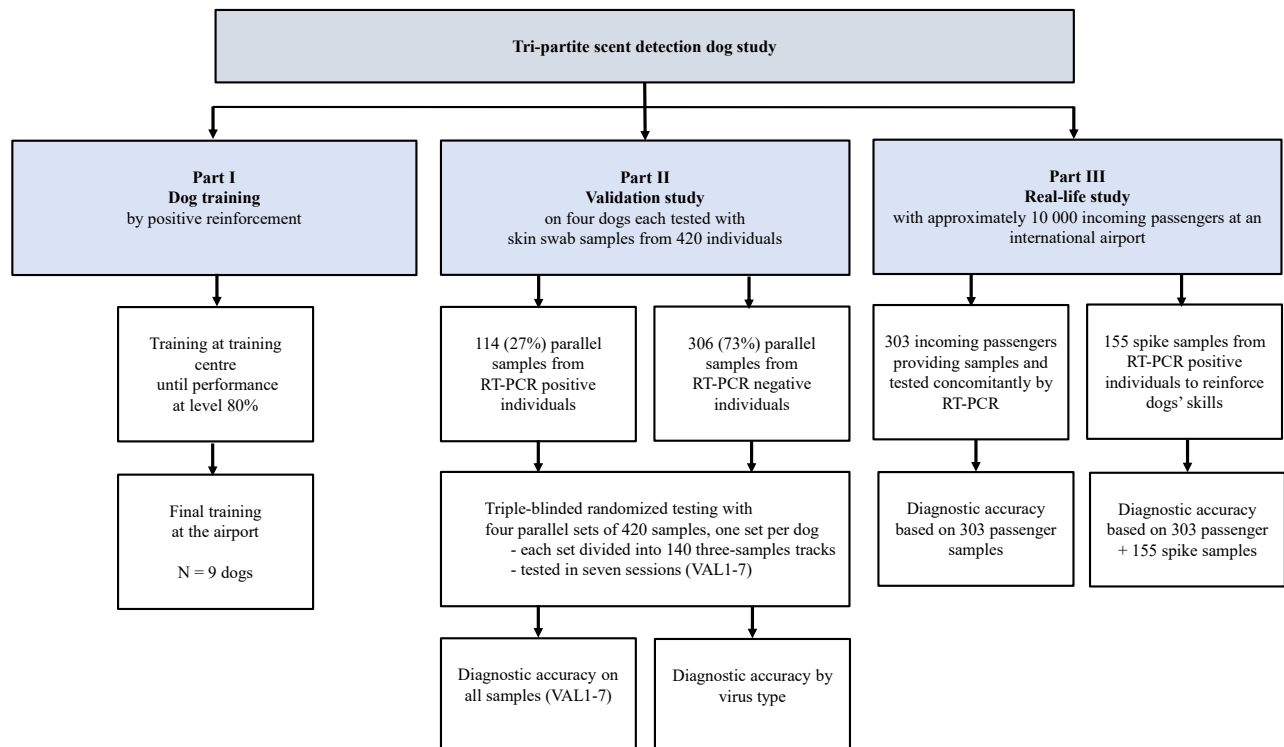 Tri-partite scent detection dog study
Part I
Dog training
by positive reinforcement
Part II
Validation study
on four dogs each tested with
skin swab samples from 420 individuals
Part III
Real-life study
with approximately 10 000 incoming passengers at an
international airport
Training at training
centre
until performance
at level 80%
114 (27%) parallel
samples from
RT-PCR positive
individuals
306 (73%) parallel
samples from
RT-PCR negative
individuals
303 incoming passengers
providing samples and
tested concomitantly by
RT-PCR
155 spike samples from
RT-PCR positive
individuals to reinforce
dogs’ skills
Final training
at the airport
N = 9 dogs
Triple-blinded randomized testing with
four parallel sets of 420 samples, one set per dog
- each set divided into 140 three-samples tracks
- tested in seven sessions (VAL1-7)
Diagnostic accuracy
based on 303 passenger
samples
Diagnostic accuracy
based on 303 passenger
+ 155 spike samples
Diagnostic accuracy on
all samples (VAL1-7)
Diagnostic accuracy by
virus type